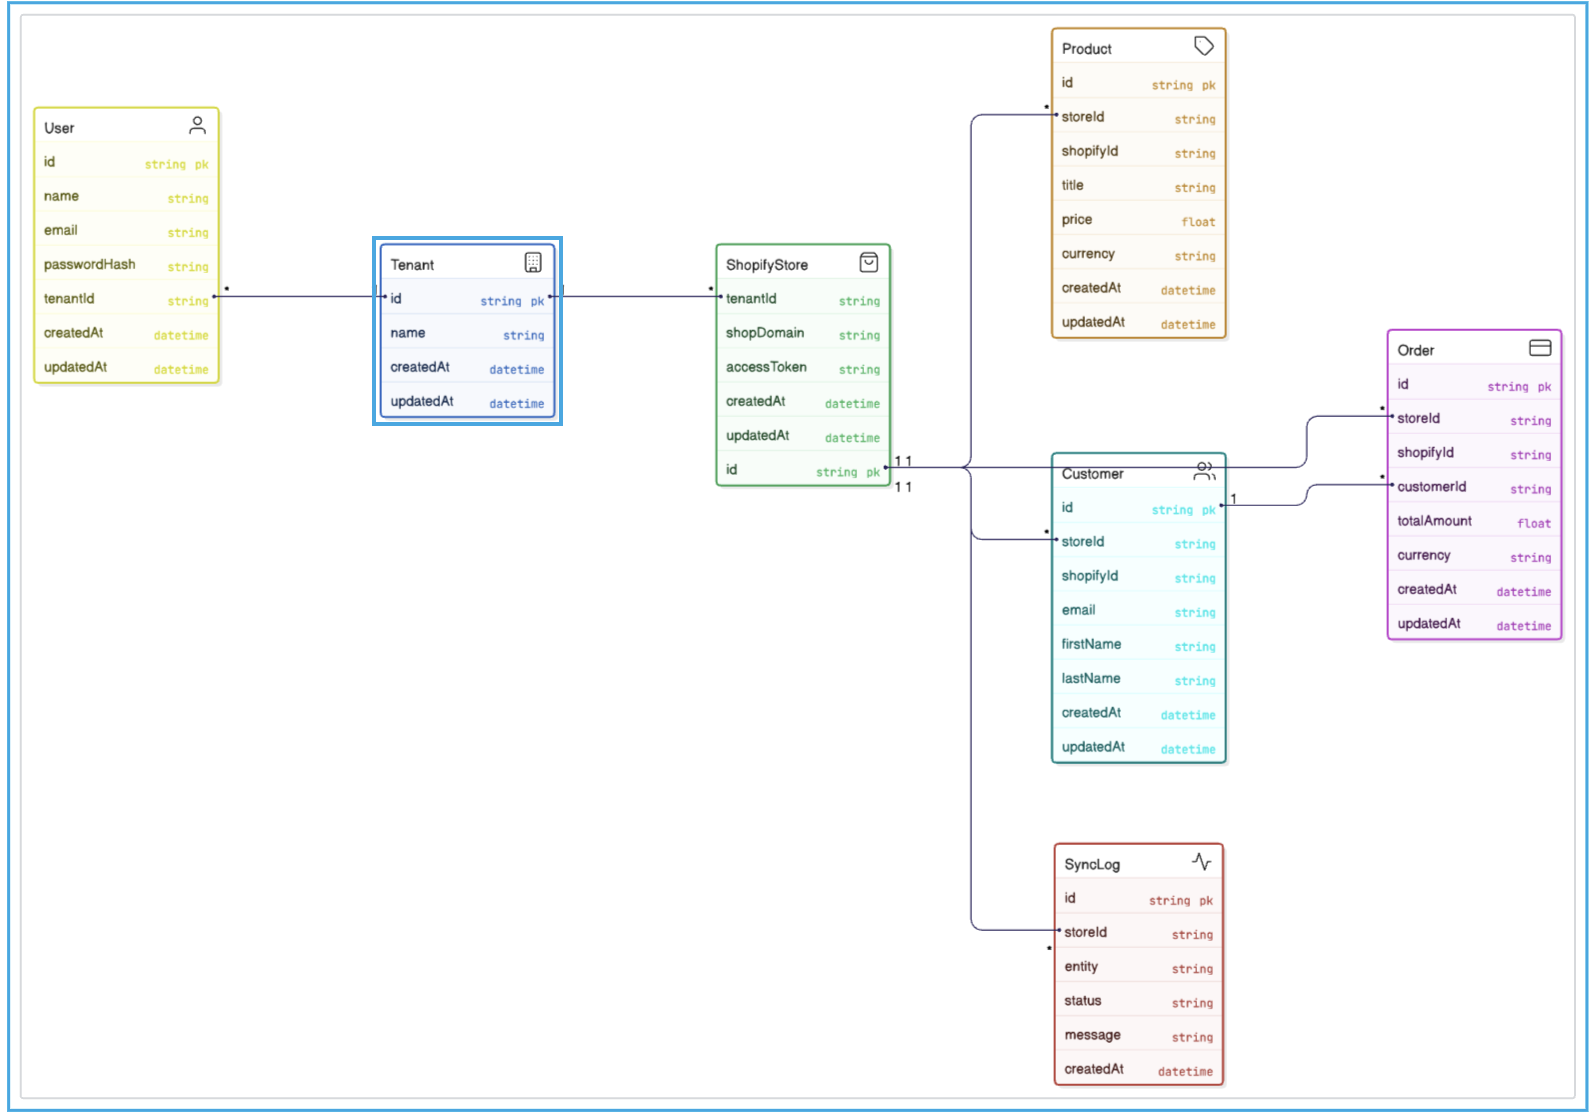 User
id string pk
name string
email string
passwordHash string
tenantId string
createdAt datetime
updatedAt datetime
*
Tenant
id string pk
name string
createdAt datetime
updatedAt datetime
*
ShopifyStore
tenantId string
shopDomain string
accessToken string
createdAt datetime
updatedAt datetime
id string pk
1 1
1 1
Product
id string pk
* storeId string
shopifyId string
title string
price float
currency string
createdAt datetime
updatedAt datetime
Customer
id string pk
1
* storeId string
shopifyId string
email string
firstName string
lastName string
createdAt datetime
updatedAt datetime
SyncLog
id string pk
storeId string
*
entity string
status string
message string
createdAt datetime
Order
id string pk
* storeId string
shopifyId string
* customerId string
totalAmount float
currency string
createdAt datetime
updatedAt datetime